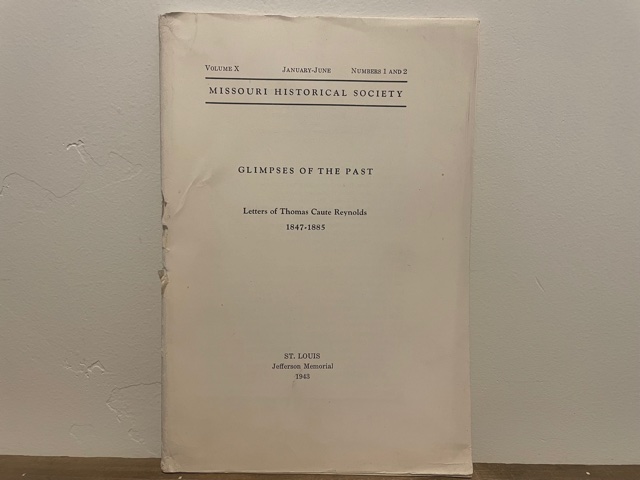 VOLUME X JANUARY-JUNE NUMBERS 1 AND 2
MISSOURI HISTORICAL SOCIETY
GLIMPSES OF THE PAST
Letters of Thomas Caute Reynolds
1847-1885
ST. LOUIS
Jefferson Memorial
1943